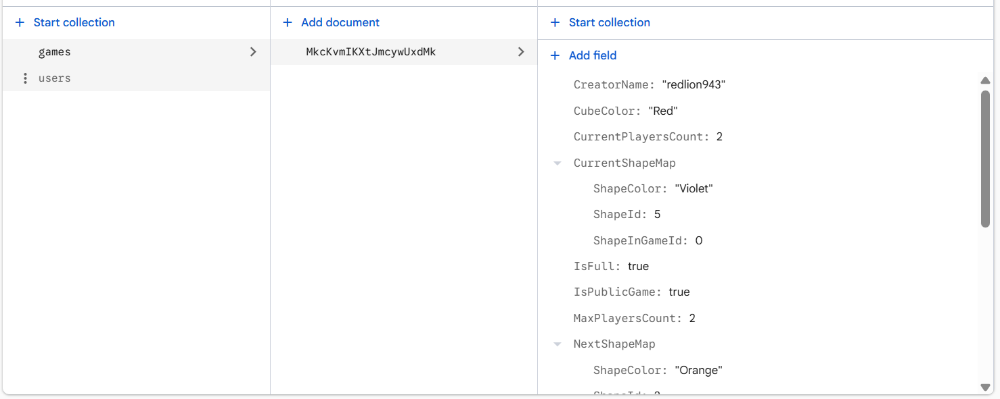 + Start collection
games
users
+ Add document
MkcKvmIKXtJmcywUxdMk
+ Start collection
+ Add field
CreatorName: "redlion943"
CubeColor: "Red"
CurrentPlayersCount: 2
CurrentShapeMap
ShapeColor: "Violet"
ShapeId: 5
ShapeInGameId: 0
IsFull: true
IsPublicGame: true
MaxPlayersCount: 2
NextShapeMap
ShapeColor: "Orange"
ShapeId: